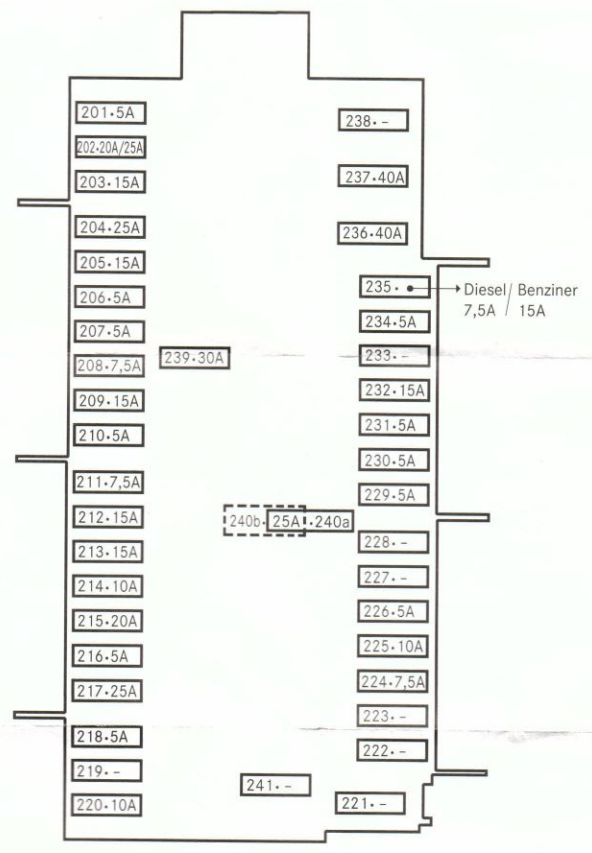 201·5A
202·20A/25A
203·15A
204·25A
205·15A
206·5A
207·5A
208·7,5A
209·15A
210·5A
211·7,5A
212·15A
213·15A
214·10A
215·20A
216·5A
217·25A
218·5A
219·-
220·10A
239·30A
240b·25A·240a
241·-
238·-
237·40A
236·40A
235·
Diesel/ Benziner
7,5A / 15A
234·5A
233·-
232·15A
231·5A
230·5A
229·5A
228·-
227·-
226·5A
225·10A
224·7,5A
223·-
222·-
221·-